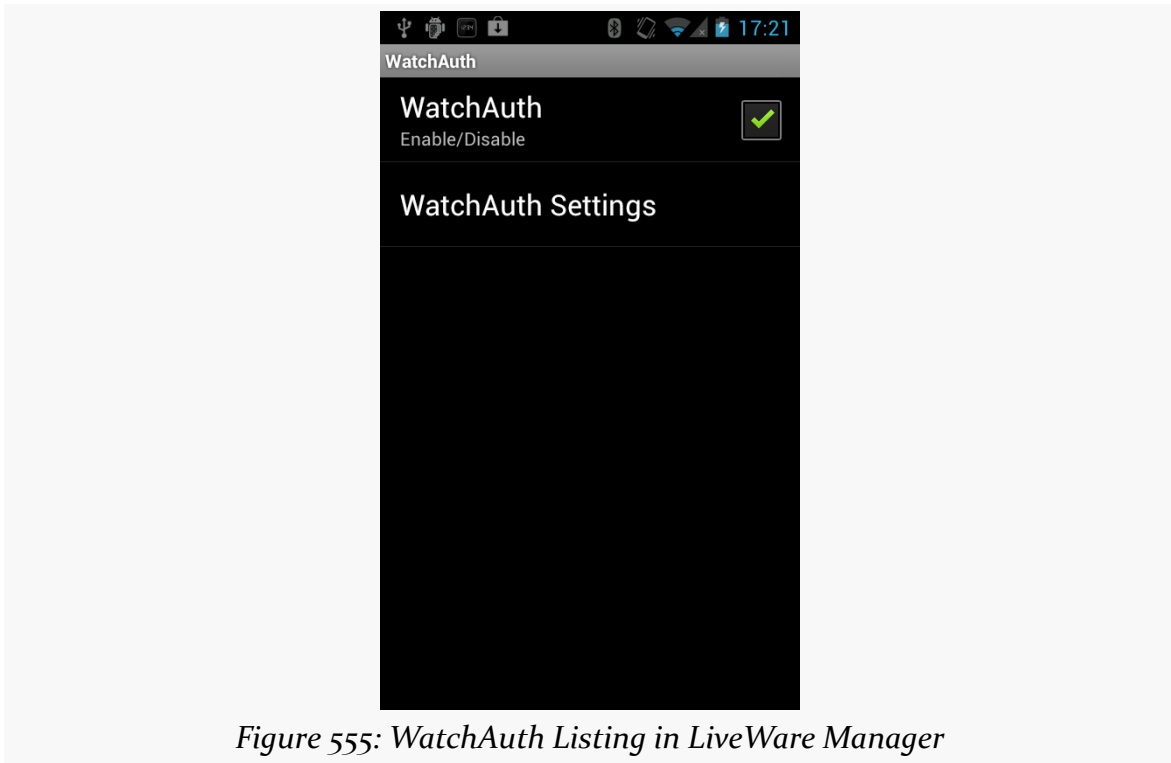 17:21
WatchAuth
WatchAuth
Enable/Disable
WatchAuth Settings
Figure 555: WatchAuth Listing in LiveWare Manager